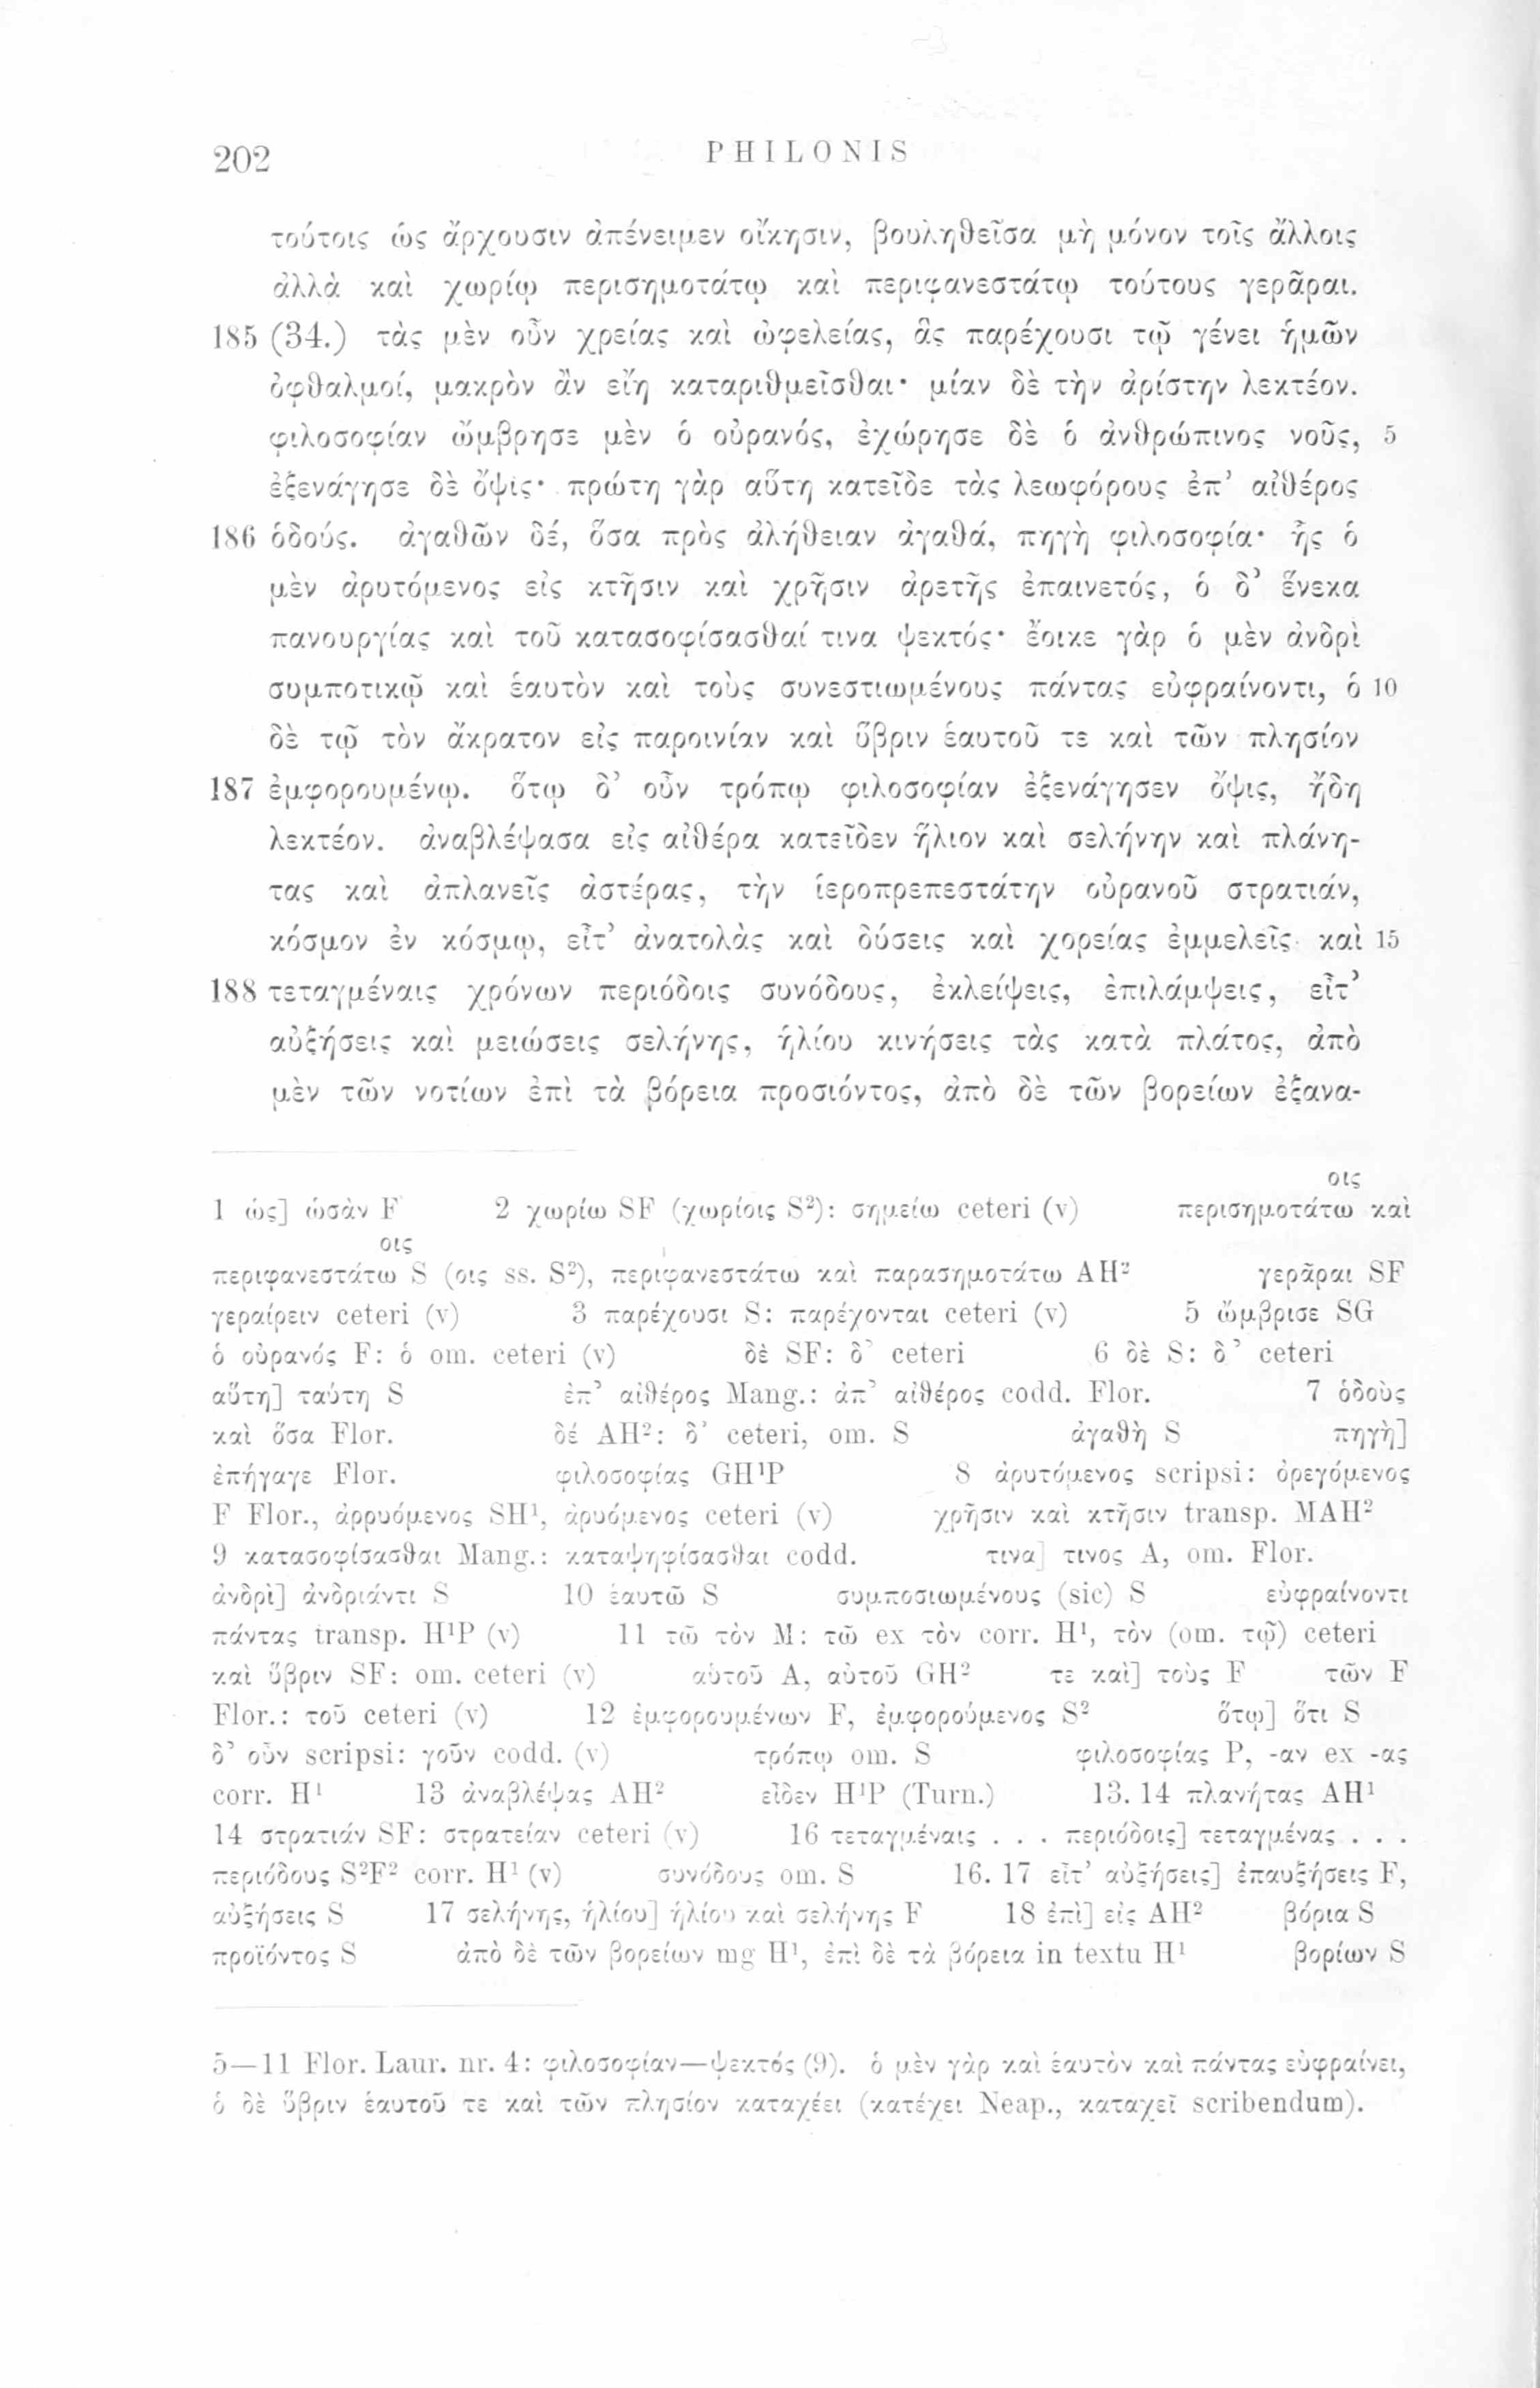 202 PHILONIS
τούτοις ὡς ἄρχουσιν ἀπένειμεν οἴκησιν, βουληθεῖσα μὴ μόνον τοῖς ἄλλοις
ἀλλὰ καὶ χωρίῳ περισημοτάτῳ καὶ περιφανεστάτῳ τούτους γερᾶραι.
185 (34.) τὰς μὲν οὖν χρείας καὶ ὠφελείας, ἃς παρέχουσι τῷ γένει ἡμῶν
ὀφθαλμοί, μακρὸν ἂν εἴη καταριθμεῖσθαι· μίαν δὲ τὴν ἀρίστην λεκτέον.
φιλοσοφίαν ὤμβρησε μὲν ὁ οὐρανός, ἐχώρησε δὲ ὁ ἀνθρώπινος νοῦς, 5
ἐξενάγησε δὲ ὄψις· πρώτη γὰρ αὕτη κατεῖδε τὰς λεωφόρους ἐπ’ αἰθέρος
186 ὁδούς. ἀγαθῶν δέ, ὅσα πρὸς ἀλήθειαν ἀγαθά, πηγὴ φιλοσοφία· ἧς ὁ
μὲν ἀρυτόμενος εἰς κτῆσιν καὶ χρῆσιν ἀρετῆς ἐπαινετός, ὁ δ’ ἕνεκα
πανουργίας καὶ τοῦ κατασοφίσασθαί τινα ψεκτός· ἔοικε γὰρ ὁ μὲν ἀνδρὶ
συμποτικῷ καὶ ἑαυτὸν καὶ τοὺς συνεστιωμένους πάντας εὐφραίνοντι, ὁ 10
δὲ τῷ τὸν ἄκρατον εἰς παροινίαν καὶ ὕβριν ἑαυτοῦ τε καὶ τῶν πλησίον
187 ἐμφορουμένῳ. ὅτῳ δ’ οὖν τρόπῳ φιλοσοφίαν ἐξενάγησεν ὄψις, ἤδη
λεκτέον. ἀναβλέψασα εἰς αἰθέρα κατεῖδεν ἥλιον καὶ σελήνην καὶ πλάνη-
τας καὶ ἀπλανεῖς ἀστέρας, τὴν ἱεροπρεπεστάτην οὐρανοῦ στρατιάν,
κόσμον ἐν κόσμῳ, εἶτ’ ἀνατολὰς καὶ δύσεις καὶ χορείας ἐμμελεῖς καὶ 15
188 τεταγμέναις χρόνων περιόδοις συνόδους, ἐκλείψεις, ἐπιλάμψεις, εἶτ’
αὐξήσεις καὶ μειώσεις σελήνης, ἡλίου κινήσεις τὰς κατὰ πλάτος, ἀπὸ
μὲν τῶν νοτίων ἐπὶ τὰ βόρεια προσιόντος, ἀπὸ δὲ τῶν βορείων ἐξανα-
οις
1 ὡς] ὡσὰν F 2 χωρίω SF (χωρίοις S²): σημείω ceteri (v) περισημοτάτω καὶ
οις
περιφανεστάτω S (οις ss. S²), περιφανεστάτω καὶ παρασημοτάτω AH² γερᾶραι SF
γεραίρειν ceteri (v) 3 παρέχουσι S: παρέχονται ceteri (v) 5 ὤμβρισε SG
ὁ οὐρανός F: ὁ om. ceteri (v) δὲ SF: δ’ ceteri 6 δὲ S: δ’ ceteri
αὕτη] ταύτη S ἐπ’ αἰθέρος Mang.: ἀπ’ αἰθέρος codd. Flor. 7 ὁδοὺς
καὶ ὅσα Flor. δέ AH²: δ’ ceteri, om. S ἀγαθὴ S πηγὴ]
ἐπήγαγε Flor. φιλοσοφίας GH¹P 8 ἀρυτόμενος scripsi: ὀρεγόμενος
F Flor., ἀρρυόμενος SH¹, ἀρυόμενος ceteri (v) χρῆσιν καὶ κτῆσιν transp. MAH²
9 κατασοφίσασθαι Mang.: καταψηφίσασθαι codd. τινα] τινος A, om. Flor.
ἀνδρὶ] ἀνδριάντι S 10 ἑαυτῶ S συμποσιωμένους (sic) S εὐφραίνοντι
πάντας transp. H¹P (v) 11 τῶ τὸν M: τῶ ex τὸν corr. H¹, τὸν (om. τῷ) ceteri
καὶ ὕβριν SF: om. ceteri (v) αὑτοῦ A, αὐτοῦ GH² τε καὶ] τοὺς F τῶν F
Flor.: τοῦ ceteri (v) 12 ἐμφορουμένων F, ἐμφορούμενος S² ὅτῳ] ὅτι S
δ’ οὖν scripsi: γοῦν codd. (v) τρόπῳ om. S φιλοσοφίας P, -αν ex -ας
corr. H¹ 13 ἀναβλέψας AH² εἶδεν H¹P (Turn.) 13. 14 πλανήτας AH¹
14 στρατιάν SF: στρατείαν ceteri (v) 16 τεταγμέναις . . . περιόδοις] τεταγμένας . . .
περιόδους S²F² corr. H¹ (v) συνόδους om. S 16. 17 εἶτ’ αὐξήσεις] ἐπαυξήσεις F,
αὐξήσεις S 17 σελήνης, ἡλίου] ἡλίου καὶ σελήνης F 18 ἐπὶ] εἰς AH² βόρια S
προϊόντος S ἀπὸ δὲ τῶν βορείων mg H¹, ἐπὶ δὲ τὰ βόρεια in textu H¹ βορίων S
5—11 Flor. Laur. nr. 4: φιλοσοφίαν—ψεκτός (9). ὁ μὲν γὰρ καὶ ἑαυτὸν καὶ πάντας εὐφραίνει,
ὁ δὲ ὕβριν ἑαυτοῦ τε καὶ τῶν πλησίον καταχέει (κατέχει Neap., καταχεῖ scribendum).